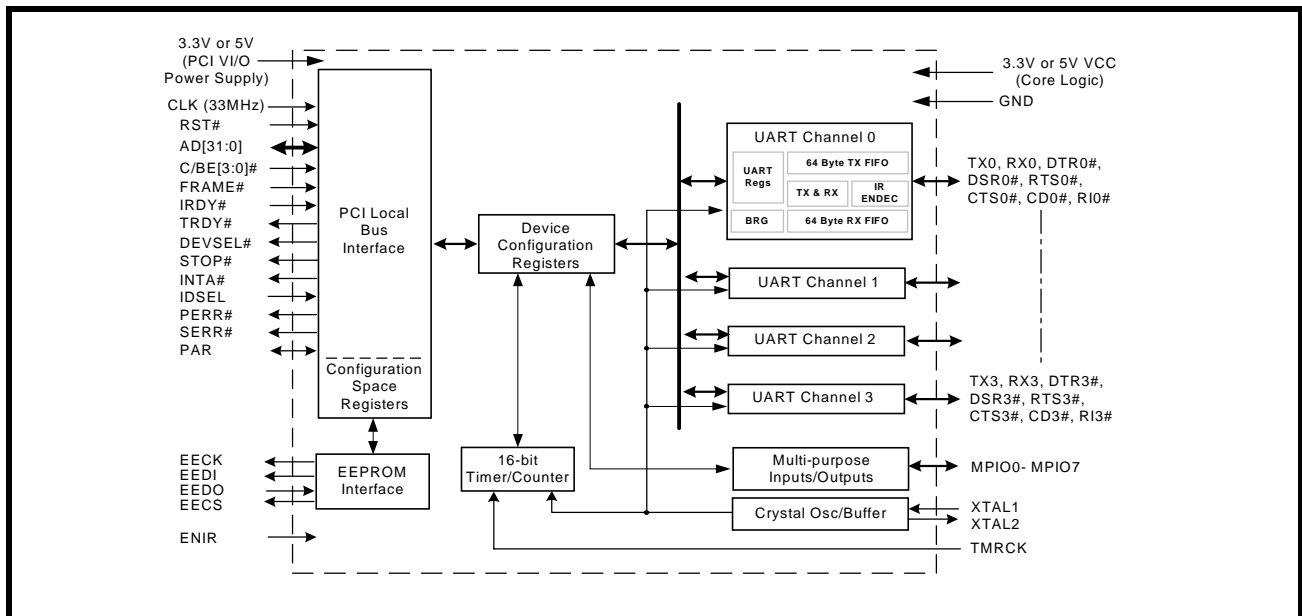 3.3V or 5V
(PCI VI/O
Power Supply)
CLK (33MHz)
RST#
AD[31:0]
C/BE[3:0]#
FRAME#
IRDY#
TRDY#
DEVSEL#
STOP#
INTA#
IDSEL
PERR#
SERR#
PAR
EECK
EEDI
EEDO
EECS
ENIR
PCI Local
Bus
Interface
Configuration
Space
Registers
EEPROM
Interface
Device
Configuration
Registers
16-bit
Timer/Counter
UART Channel 0
UART
Regs
64 Byte TX FIFO
TX & RX
IR
ENDEC
BRG
64 Byte RX FIFO
UART Channel 1
UART Channel 2
UART Channel 3
Multi-purpose
Inputs/Outputs
Crystal Osc/Buffer
3.3V or 5V VCC
(Core Logic)
GND
TX0, RX0, DTR0#,
DSR0#, RTS0#,
CTS0#, CD0#, RI0#
TX3, RX3, DTR3#,
DSR3#, RTS3#,
CTS3#, CD3#, RI3#
MPIO0- MPIO7
XTAL1
XTAL2
TMRCK